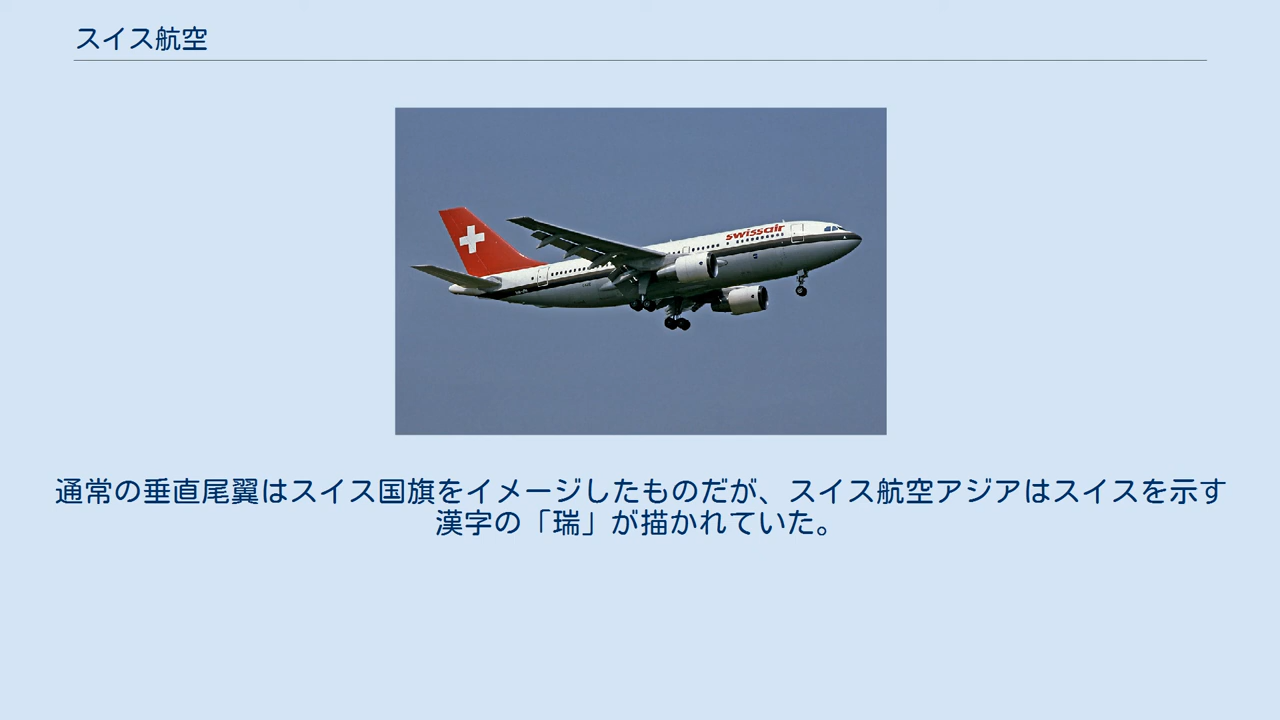 スイス航空
swissair
通常の垂直尾翼はスイス国旗をイメージしたものだが、スイス航空アジアはスイスを示す
漢字の「瑞」が描かれていた。